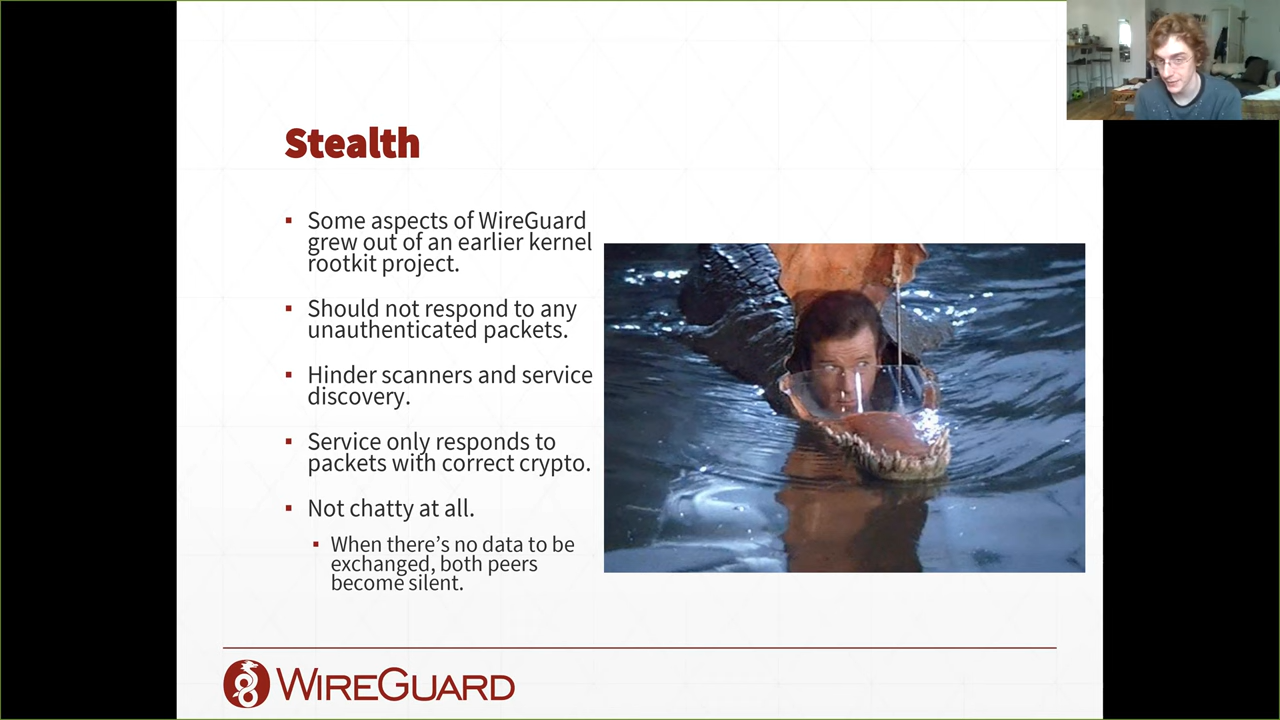 Stealth
Some aspects of WireGuard
grew out of an earlier kernel
rootkit project.
Should not respond to any
unauthenticated packets.
Hinder scanners and service
discovery.
Service only responds to
packets with correct crypto.
Not chatty at all.
When there's no data to be
exchanged, both peers
become silent.
WIREGUARD